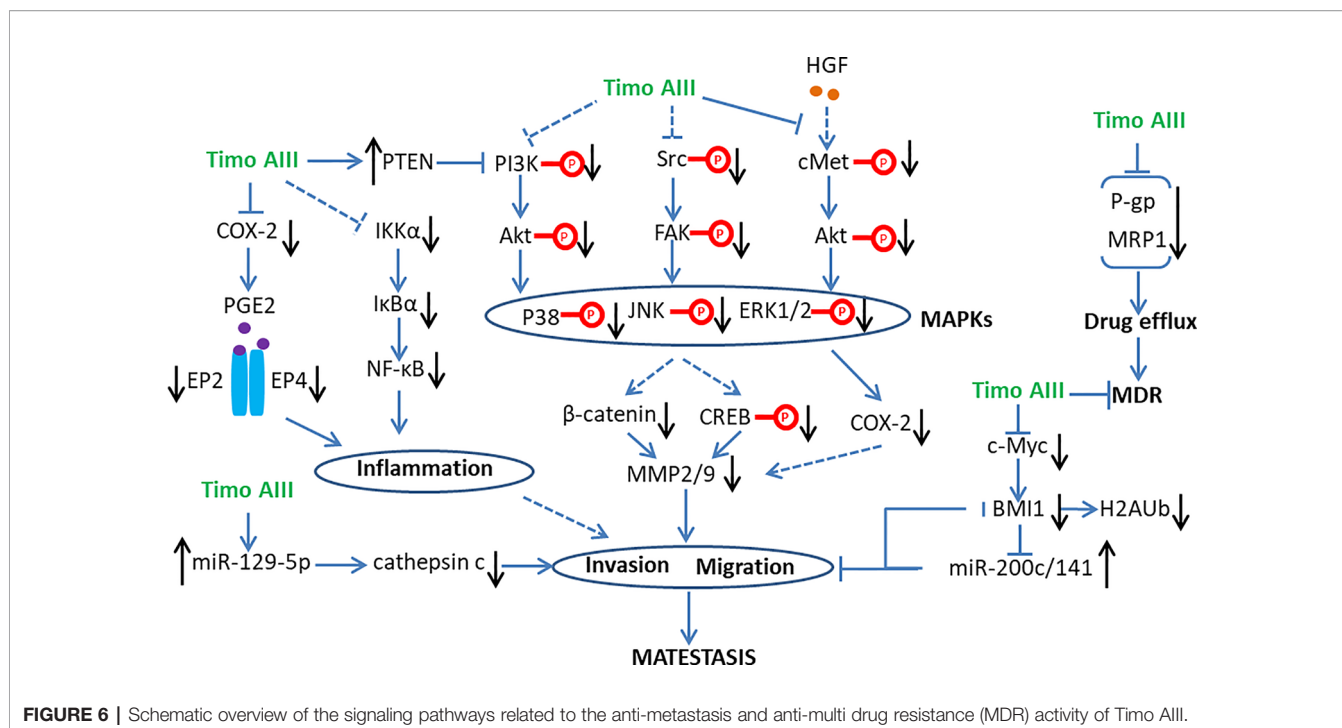 HGF
Timo AIII
Timo AIII
Timo AIII
PTEN
PI3K
P
Src
P
cMet
P
P-gp
MRP1
COX-2
IKKα
Akt
P
FAK
P
Akt
P
PGE2
IκBα
P38
P
JNK
P
ERK1/2
P
MAPKs
Drug efflux
EP2
EP4
NF-κB
Timo AIII
MDR
β-catenin
CREB
P
COX-2
c-Myc
Inflammation
MMP2/9
Timo AIII
BMI1
H2AUb
miR-129-5p
cathepsin c
Invasion
Migration
miR-200c/141
MATESTASIS
FIGURE 6 | Schematic overview of the signaling pathways related to the anti-metastasis and anti-multi drug resistance (MDR) activity of Timo AIII.